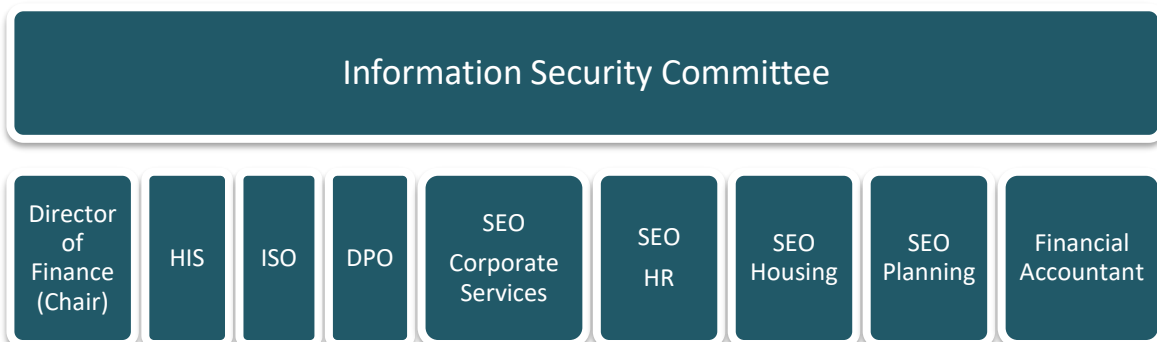 Information Security Committee
Director
of
Finance
(Chair)
HIS
ISO
DPO
SEO
Corporate
Services
SEO
HR
SEO
Housing
SEO
Planning
Financial
Accountant